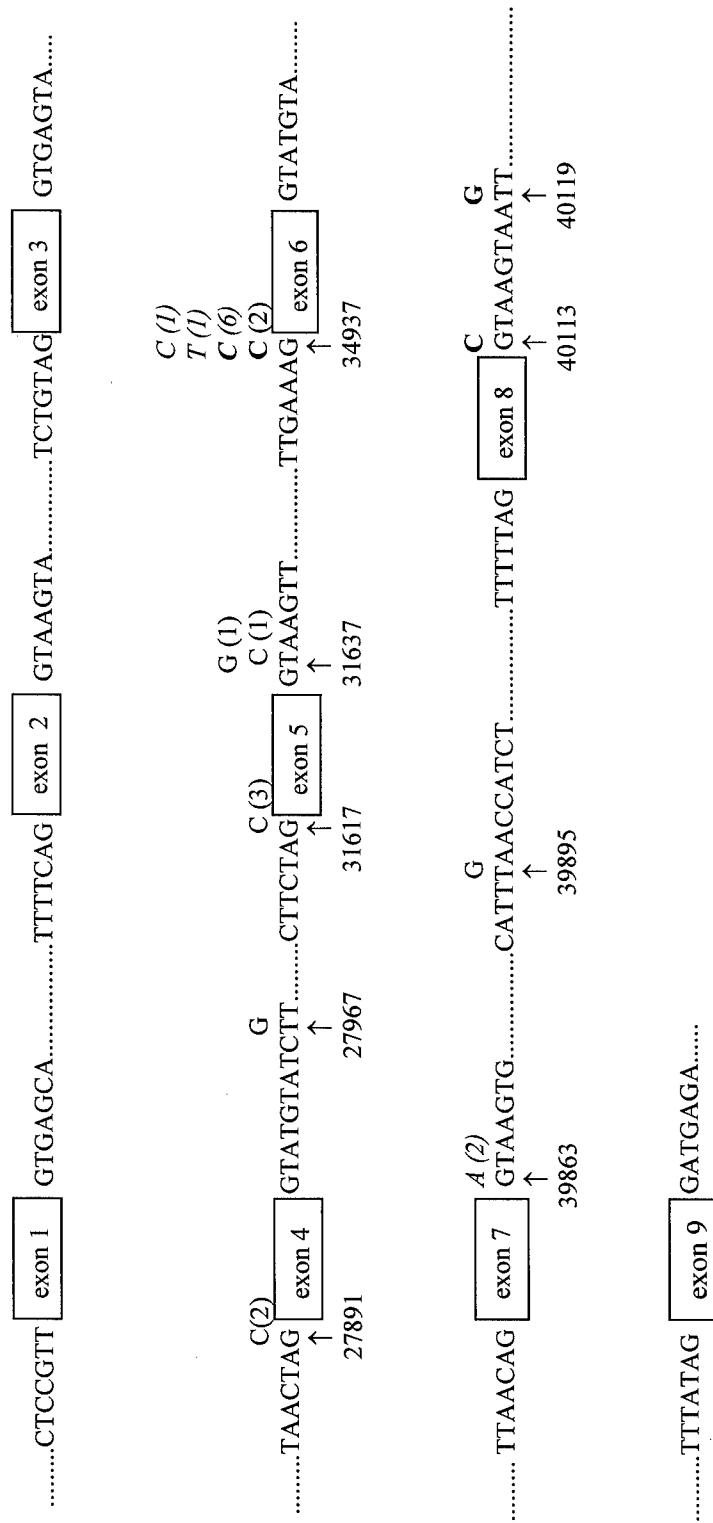 .......CTCCGTT exon 1 GTGAGCA...............TTTTCAG exon 2 GTAAGTA............TCTGTAG exon 3 GTGAGTA.....
C (1)
T (1)
G (1) C (6)
C (2) G C (3) C (1) C (2)
........TAACTAG exon 4 GTATGTATCTT........CTTCTAG exon 5 GTAAGTT............TTGAAAG exon 6 GTATGTA......
↑ ↑ ↑ ↑ ↑
27891 27967 31617 31637 34937
A (2) G C G
.......TTAACAG exon 7 GTAAGTG..............CATTTAACCATCT..............TTTTTAG exon 8 GTAAGTAATT...................
↑ ↑ ↑ ↑
39863 39895 40113 40119
.......TTTATAG exon 9 GATGAGA......